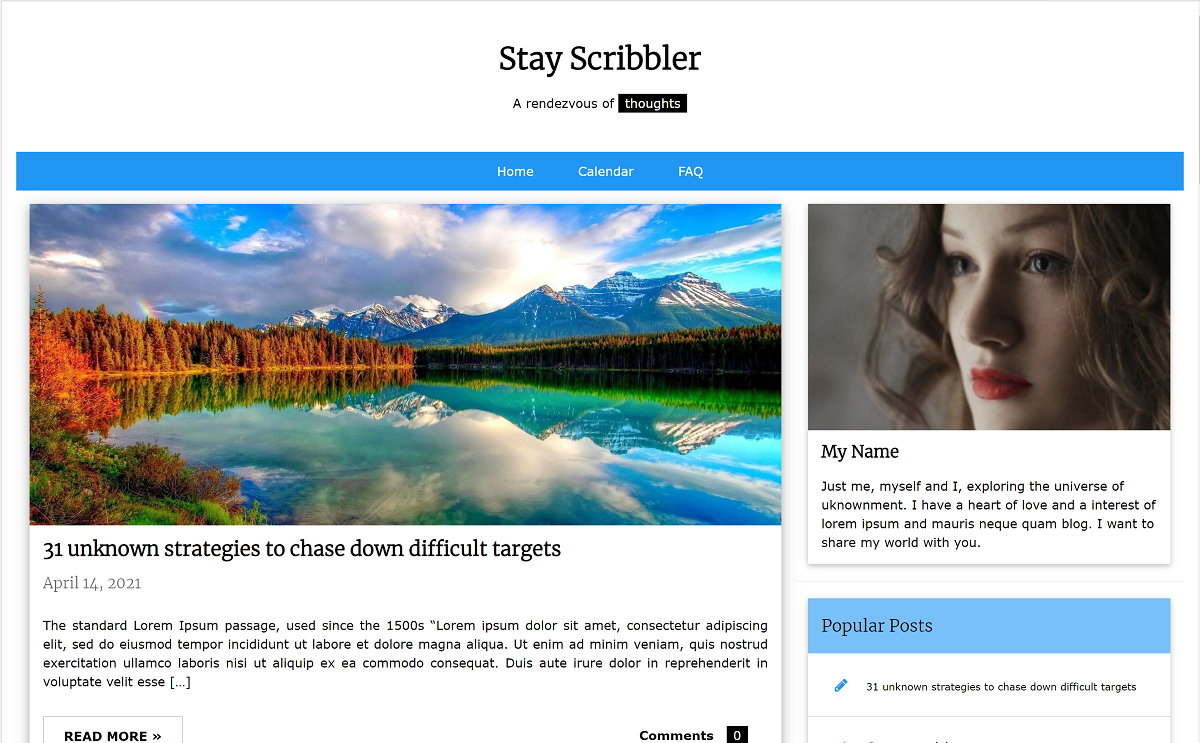 Stay Scribbler
A rendezvous of thoughts
Home Calendar FAQ
31 unknown strategies to chase down difficult targets
April 14, 2021
The standard Lorem Ipsum passage, used since the 1500s “Lorem ipsum dolor sit amet, consectetur adipiscing
elit, sed do eiusmod tempor incididunt ut labore et dolore magna aliqua. Ut enim ad minim veniam, quis nostrud
exercitation ullamco laboris nisi ut aliquip ex ea commodo consequat. Duis aute irure dolor in reprehenderit in
voluptate velit esse […]
READ MORE »
Comments 0
My Name
Just me, myself and I, exploring the universe of
uknownment. I have a heart of love and a interest of
lorem ipsum and mauris neque quam blog. I want to
share my world with you.
Popular Posts
31 unknown strategies to chase down difficult targets